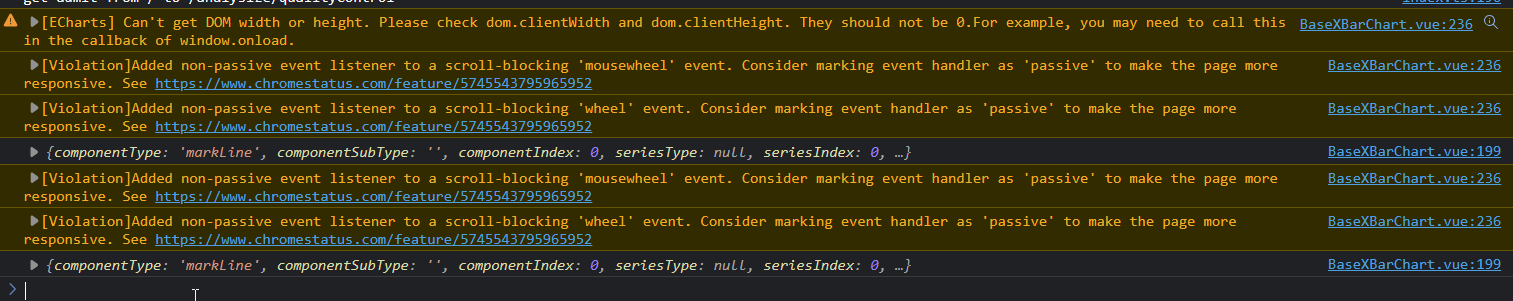 [ECharts] Can't get DOM width or height. Please check dom.clientWidth and dom.clientHeight. They should not be 0.For example, you may need to call this BaseXBarChart.vue:236
in the callback of window.onload.
[Violation]Added non-passive event listener to a scroll-blocking 'mousewheel' event. Consider marking event handler as 'passive' to make the page more BaseXBarChart.vue:236
responsive. See https://www.chromestatus.com/feature/5745543795965952
[Violation]Added non-passive event listener to a scroll-blocking 'wheel' event. Consider marking event handler as 'passive' to make the page more BaseXBarChart.vue:236
responsive. See https://www.chromestatus.com/feature/5745543795965952
{componentType: 'markLine', componentSubType: '', componentIndex: 0, seriesType: null, seriesIndex: 0, …} BaseXBarChart.vue:199
[Violation]Added non-passive event listener to a scroll-blocking 'mousewheel' event. Consider marking event handler as 'passive' to make the page more BaseXBarChart.vue:236
responsive. See https://www.chromestatus.com/feature/5745543795965952
[Violation]Added non-passive event listener to a scroll-blocking 'wheel' event. Consider marking event handler as 'passive' to make the page more BaseXBarChart.vue:236
responsive. See https://www.chromestatus.com/feature/5745543795965952
{componentType: 'markLine', componentSubType: '', componentIndex: 0, seriesType: null, seriesIndex: 0, …} BaseXBarChart.vue:199